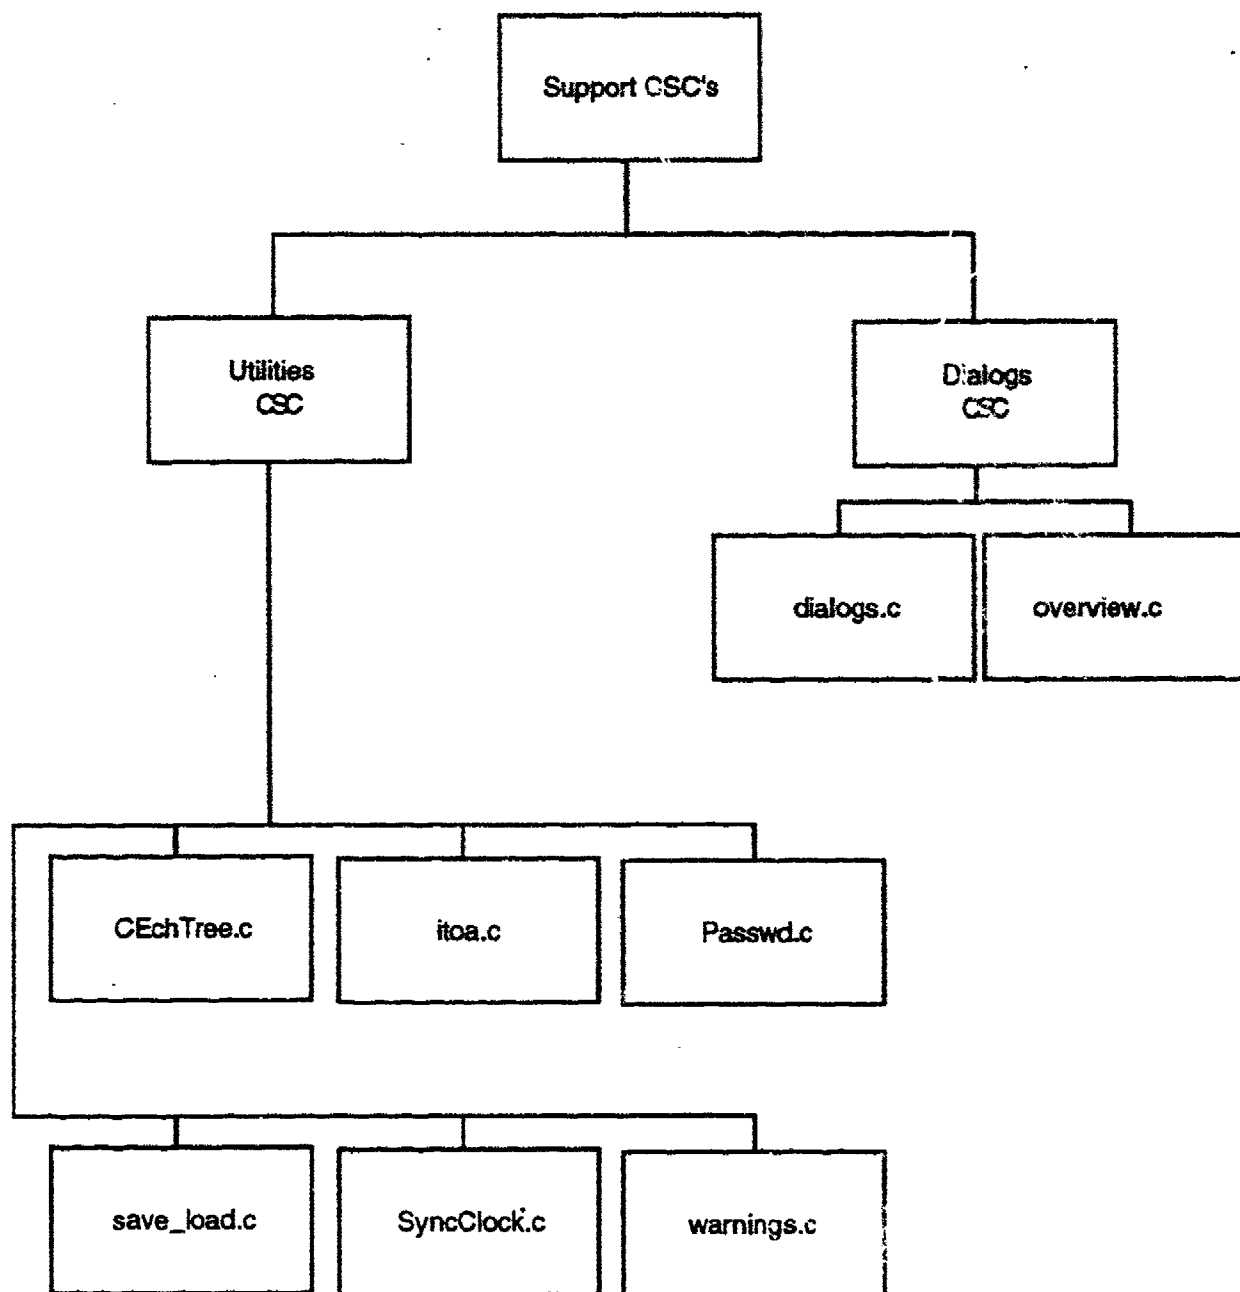 Support CSC's
Utilities
CSC
Dialogs
CSC
dialogs.c
overview.c
CEchTree.c
itoa.c
Passwd.c
save_load.c
SyncClock.c
warnings.c